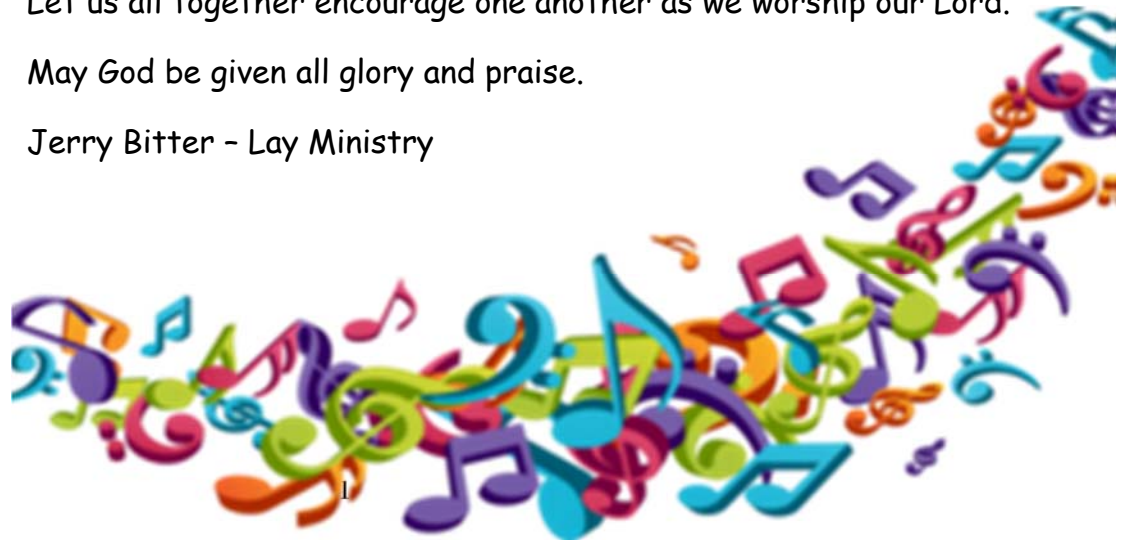 Let us all together encourage one another as we worship our Lord.
May God be given all glory and praise.
Jerry Bitter – Lay Ministry
1